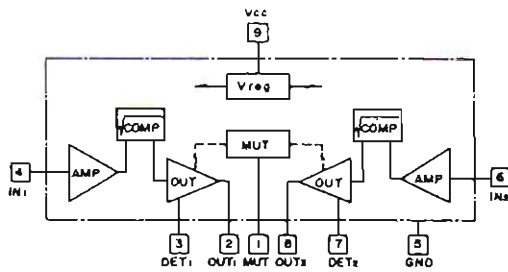 Vcc
9
Vreg
COMP
COMP
MUT
4
AMP
OUT
OUT
AMP
6
IN1
IN2
3
2
1
8
7
5
DET1
OUT1
MUT
OUT2
DET2
GND